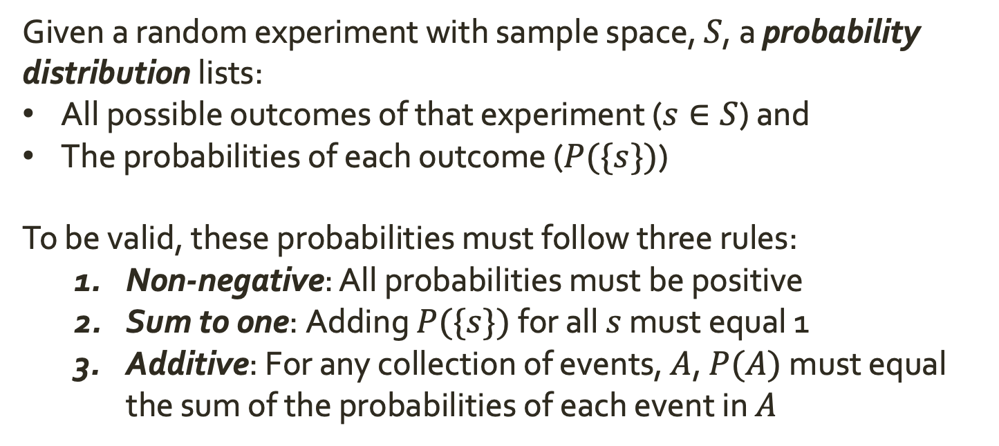 Given a random experiment with sample space, S, a probability
distribution lists:
• All possible outcomes of that experiment (s ∈ S) and
• The probabilities of each outcome (P({s}))
To be valid, these probabilities must follow three rules:
1. Non-negative: All probabilities must be positive
2. Sum to one: Adding P({s}) for all s must equal 1
3. Additive: For any collection of events, A, P(A) must equal
the sum of the probabilities of each event in A